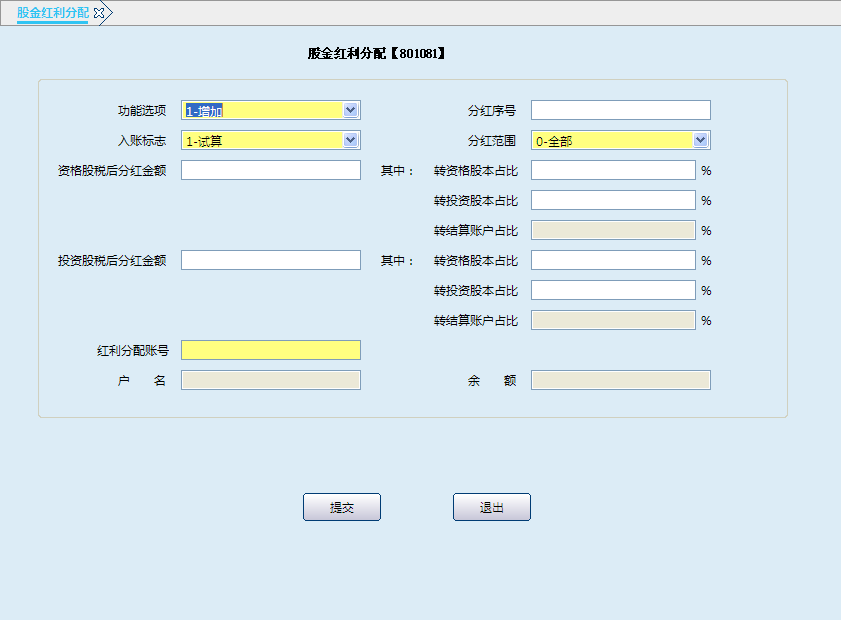 股金红利分配
股金红利分配【801081】
功能选项 1-增加 分红序号
入账标志 1-试算 分红范围 0-全部
资格股税后分红金额 其中： 转资格股本占比 %
转投资股本占比 %
转结算账户占比 %
投资股税后分红金额 其中： 转资格股本占比 %
转投资股本占比 %
转结算账户占比 %
红利分配账号
户 名 余 额
提交 退出